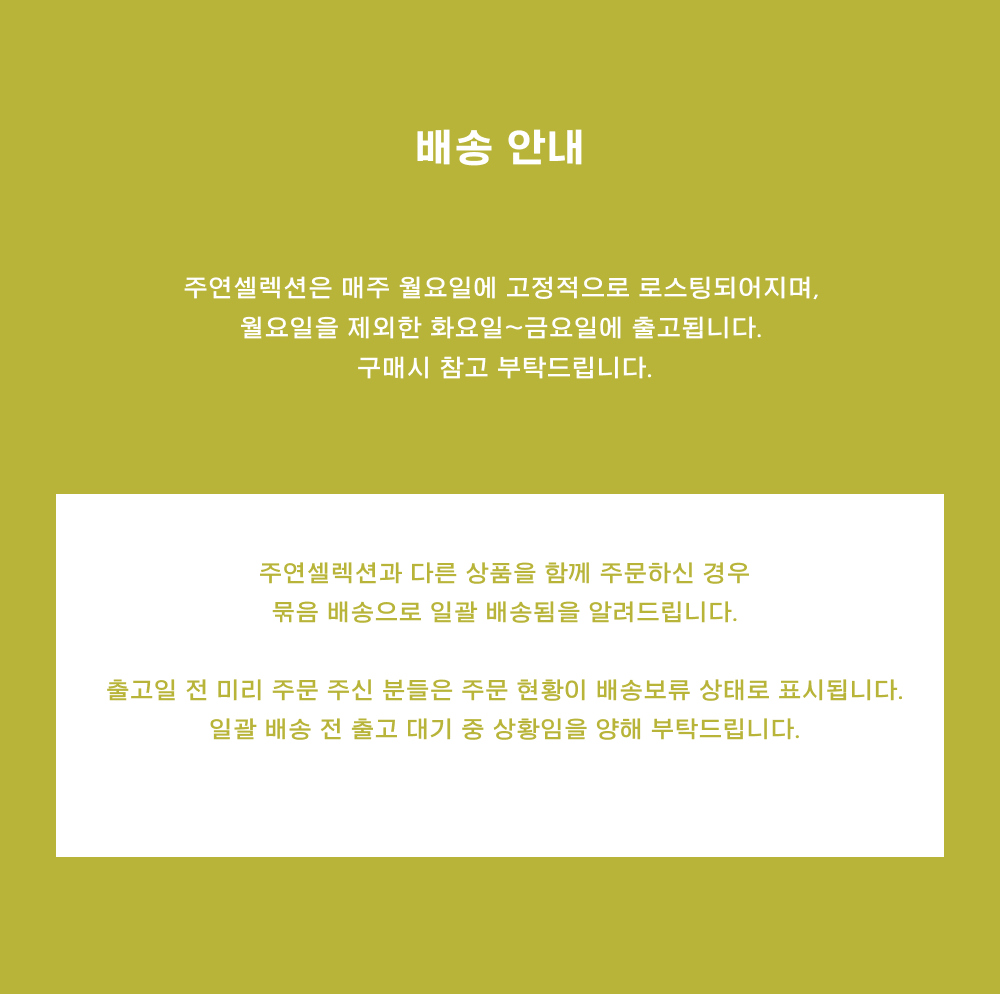 배송 안내
주연셀렉션은 매주 월요일에 고정적으로 로스팅되어지며,
월요일을 제외한 화요일~금요일에 출고됩니다.
구매시 참고 부탁드립니다.
주연셀렉션과 다른 상품을 함께 주문하신 경우
묶음 배송으로 일괄 배송됨을 알려드립니다.
출고일 전 미리 주문 주신 분들은 주문 현황이 배송보류 상태로 표시됩니다.
일괄 배송 전 출고 대기 중 상황임을 양해 부탁드립니다.